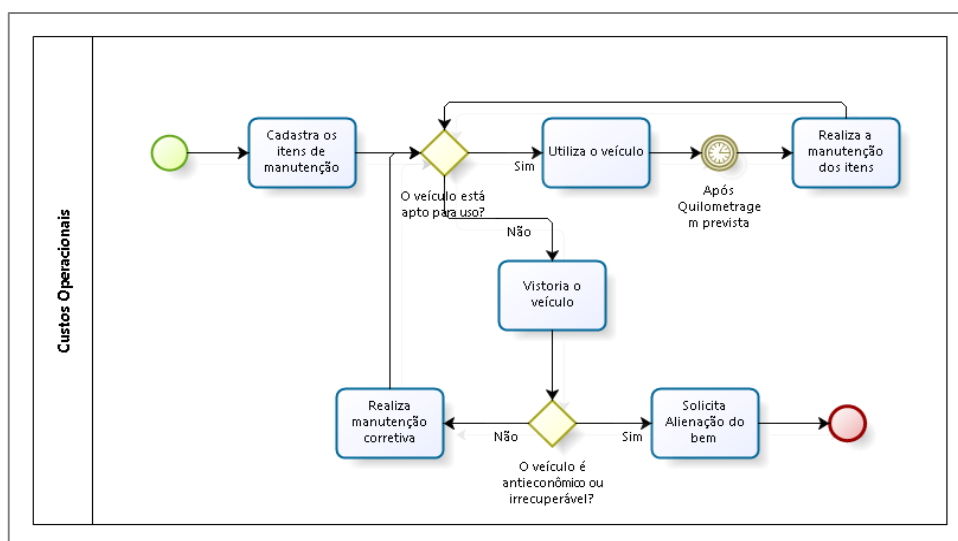 Custos Operacionais
Cadastra os
itens de
manutenção
O veículo está
apto para uso?
Sim
Utiliza o veículo
Após
Quilometrage
m prevista
Realiza a
manutenção
dos itens
Não
Vistoria o
veículo
Realiza
manutenção
corretiva
Não
O veículo é
antieconômico ou
irrecuperável?
Sim
Solicita
Alienação do
bem